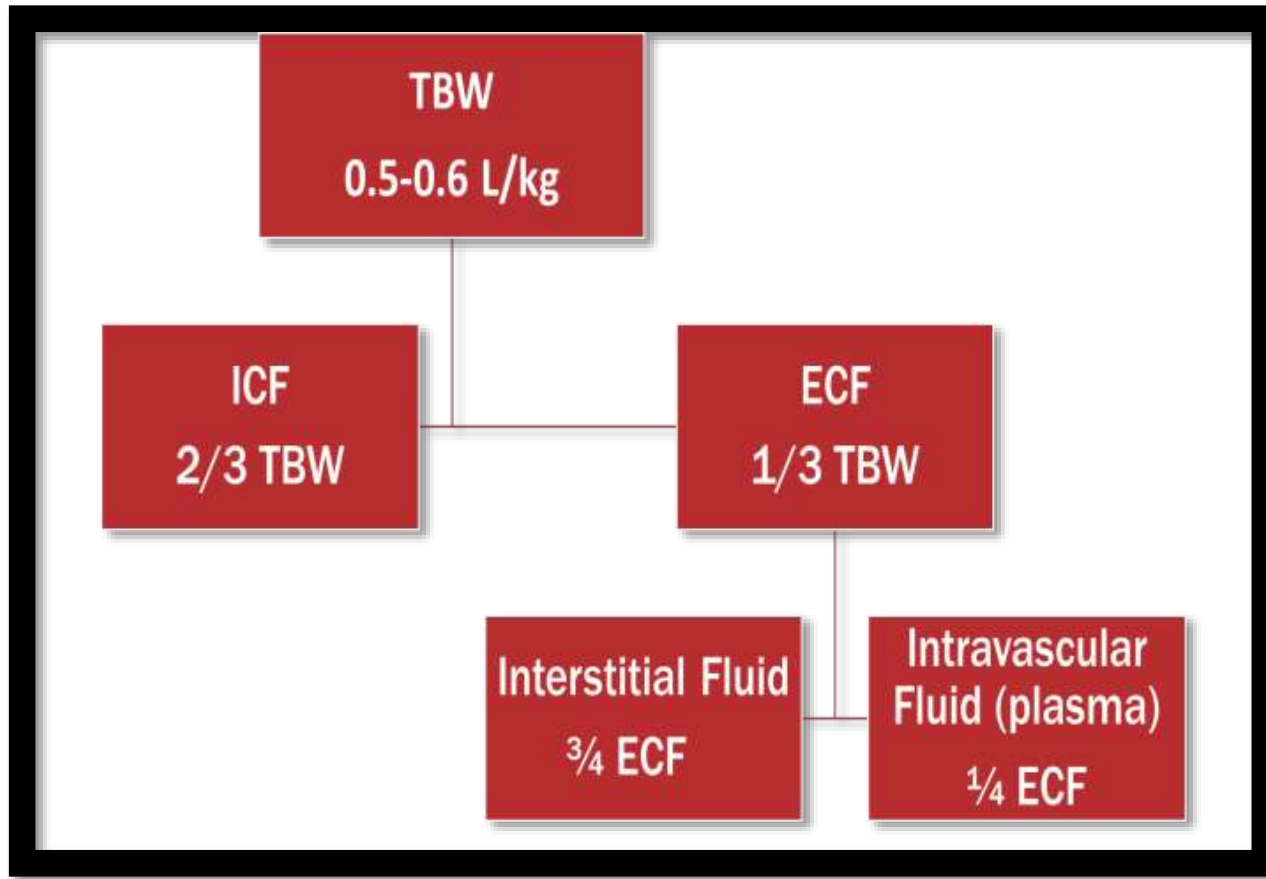 TBW
0.5-0.6 L/kg
ICF
2/3 TBW
ECF
1/3 TBW
Interstitial Fluid
¾ ECF
Intravascular
Fluid (plasma)
¼ ECF